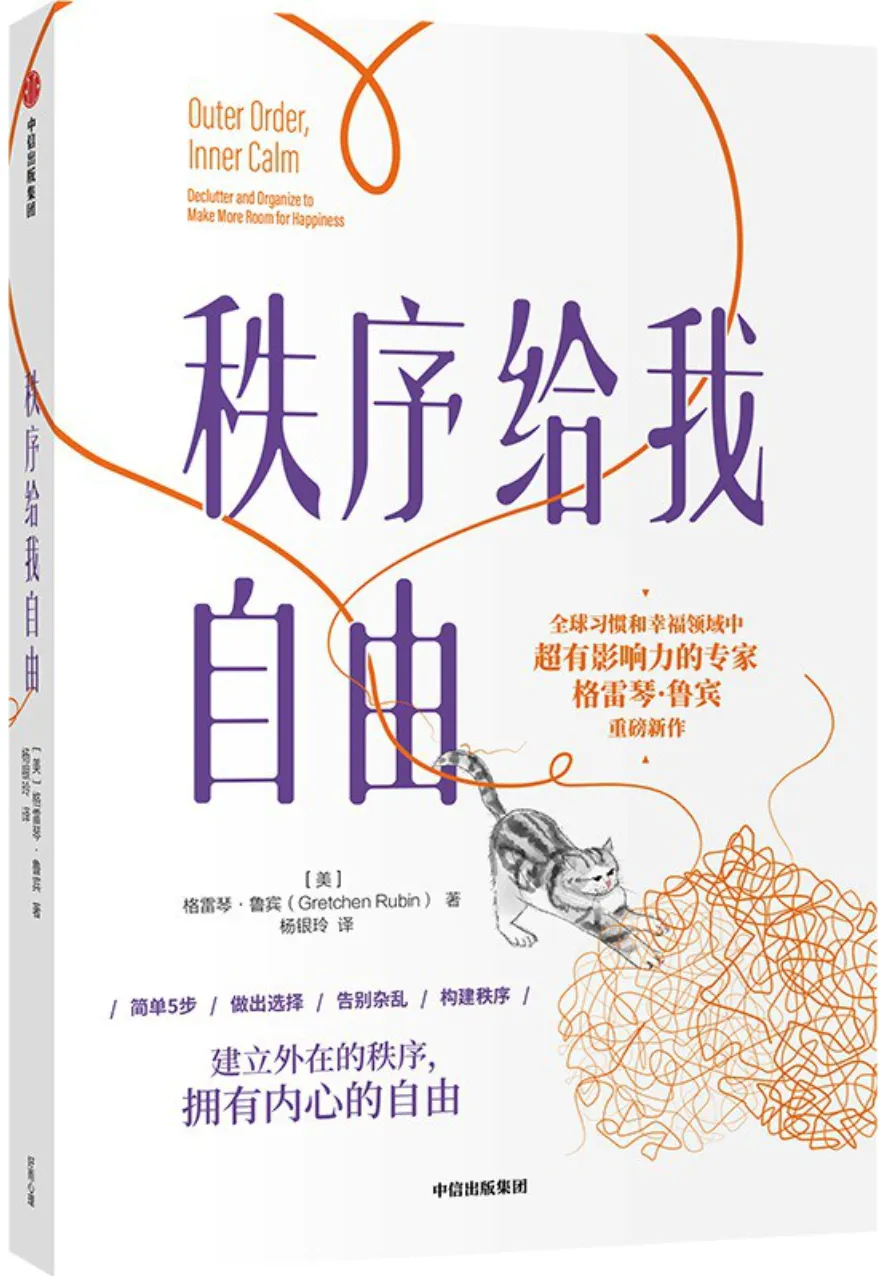 Outer Order,
Inner Calm
Declutter and Organize to
Make More Room for Happiness
秩序给我
自由
全球习惯和幸福领域中
超有影响力的专家
格雷琴·鲁宾
重磅新作
[美]
格雷琴·鲁宾(Gretchen Rubin) 著
杨银玲 译
/ 简单5步 / 做出选择 / 告别杂乱 / 构建秩序 /
建立外在的秩序,
拥有内心的自由
中信出版集团
中信出版集团
秩序给我自由
[美]格雷琴·鲁宾 著
杨银玲 译